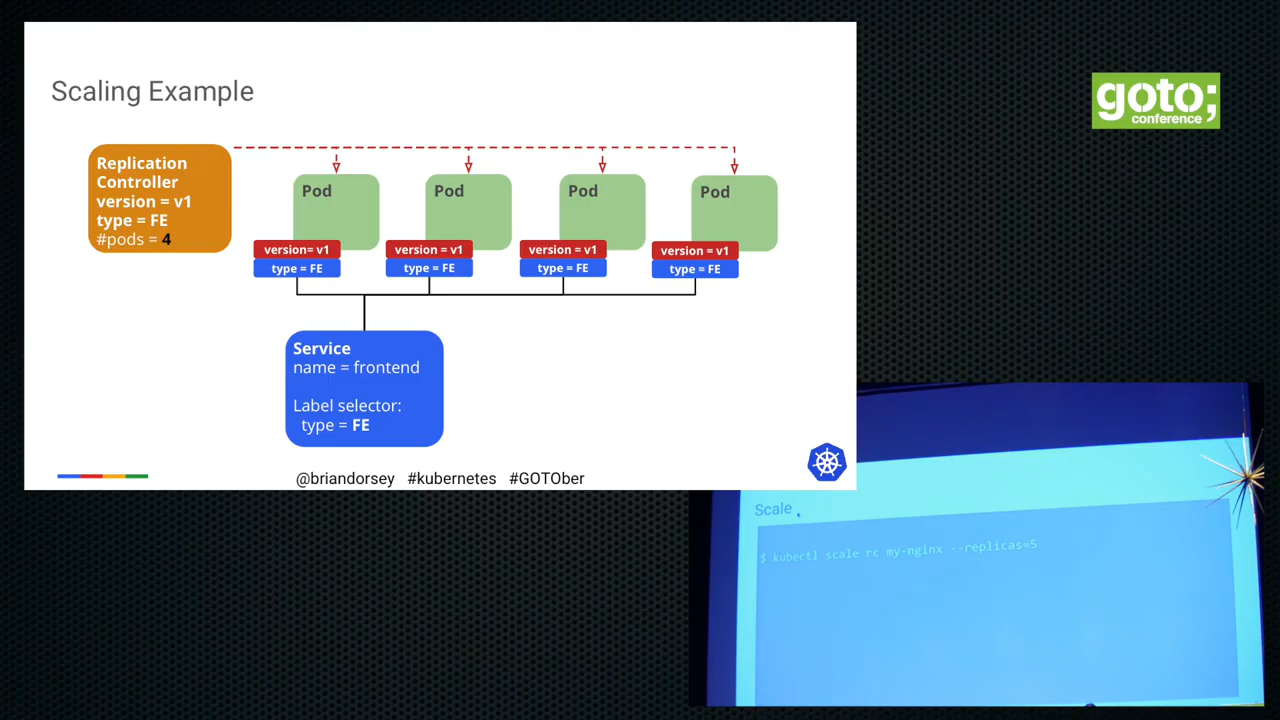 Scaling Example
Replication
Controller
version = v1
type = FE
#pods = 4
Pod
Pod
Pod
Pod
version= v1
version = v1
version = v1
version = v1
type = FE
type = FE
type = FE
type = FE
Service
name = frontend
Label selector:
type = FE
@briandorsey #kubernetes #GOTOber
goto;
conference
Scale
$ kubectl scale rc my-nginx --replicas=5